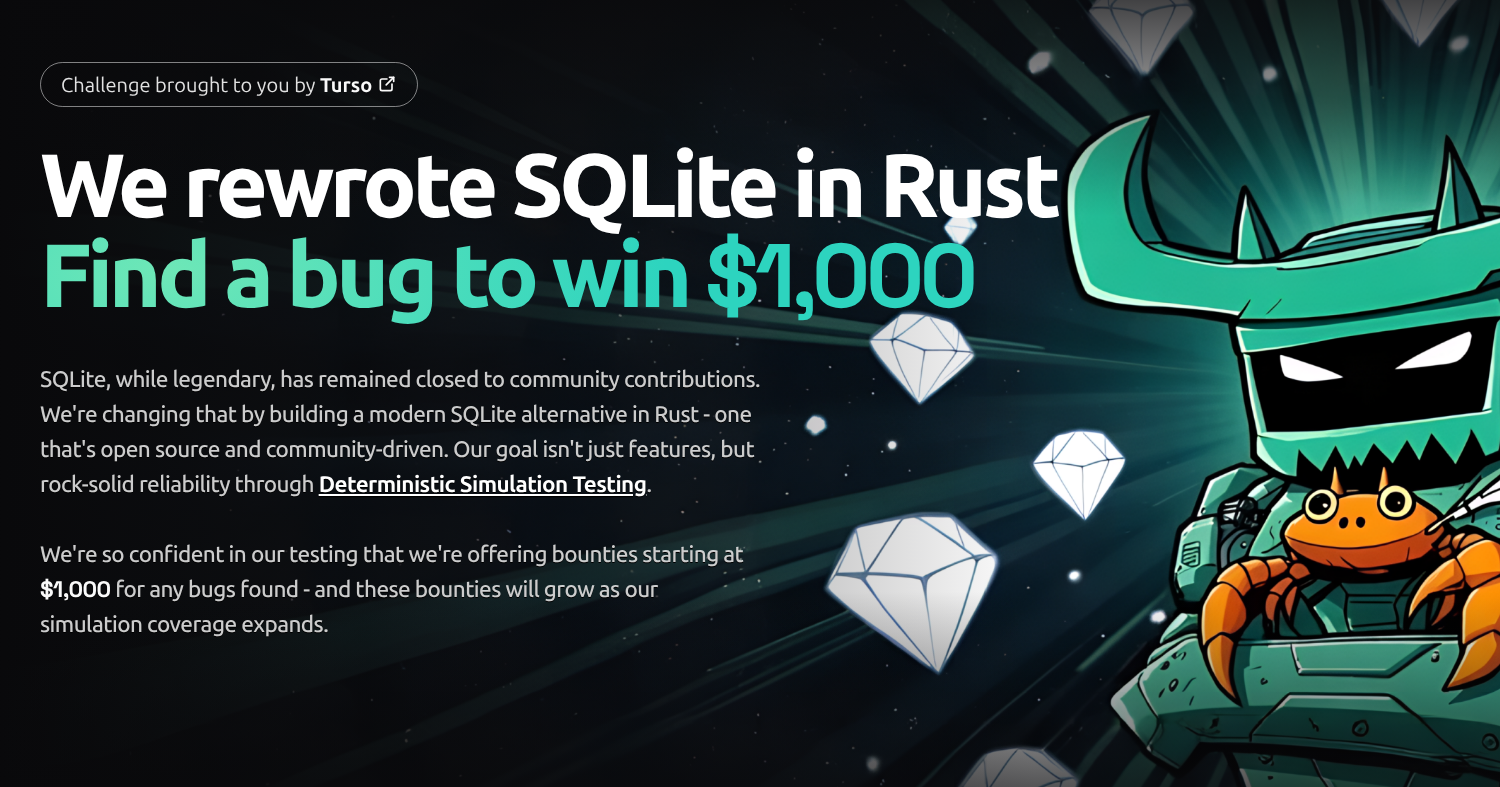 Challenge brought to you by Turso
We rewrote SQLite in Rust
Find a bug to win $1,000
SQLite, while legendary, has remained closed to community contributions.
We're changing that by building a modern SQLite alternative in Rust - one
that's open source and community-driven. Our goal isn't just features, but
rock-solid reliability through Deterministic Simulation Testing.
We're so confident in our testing that we're offering bounties starting at
$1,000 for any bugs found - and these bounties will grow as our
simulation coverage expands.